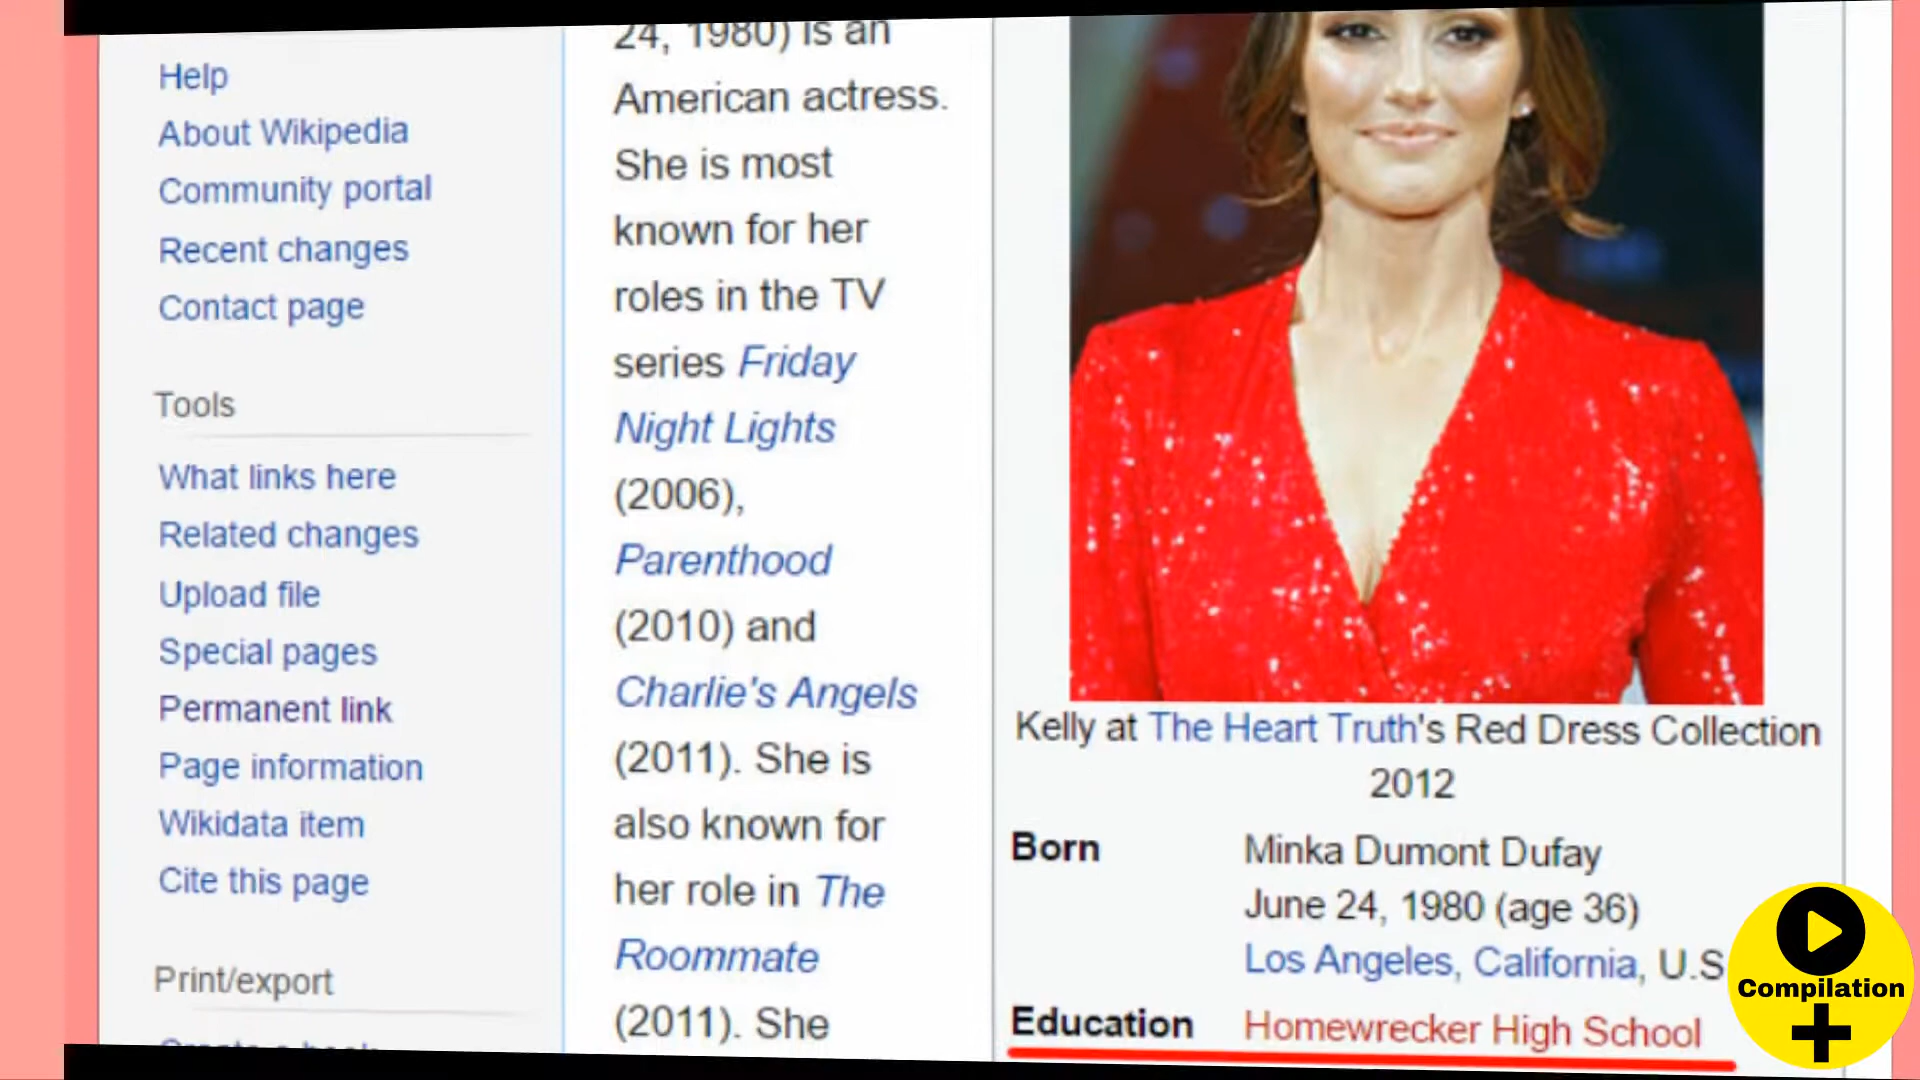 Help
About Wikipedia
Community portal
Recent changes
Contact page
Tools
What links here
Related changes
Upload file
Special pages
Permanent link
Page information
Wikidata item
Cite this page
Print/export
24, 1980) is an
American actress.
She is most
known for her
roles in the TV
series Friday
Night Lights
(2006),
Parenthood
(2010) and
Charlie's Angels
(2011). She is
also known for
her role in The
Roommate
(2011). She
Kelly at The Heart Truth's Red Dress Collection
2012
Born
Minka Dumont Dufay
June 24, 1980 (age 36)
Los Angeles, California, U.S
Education
Homewrecker High School
Compilation